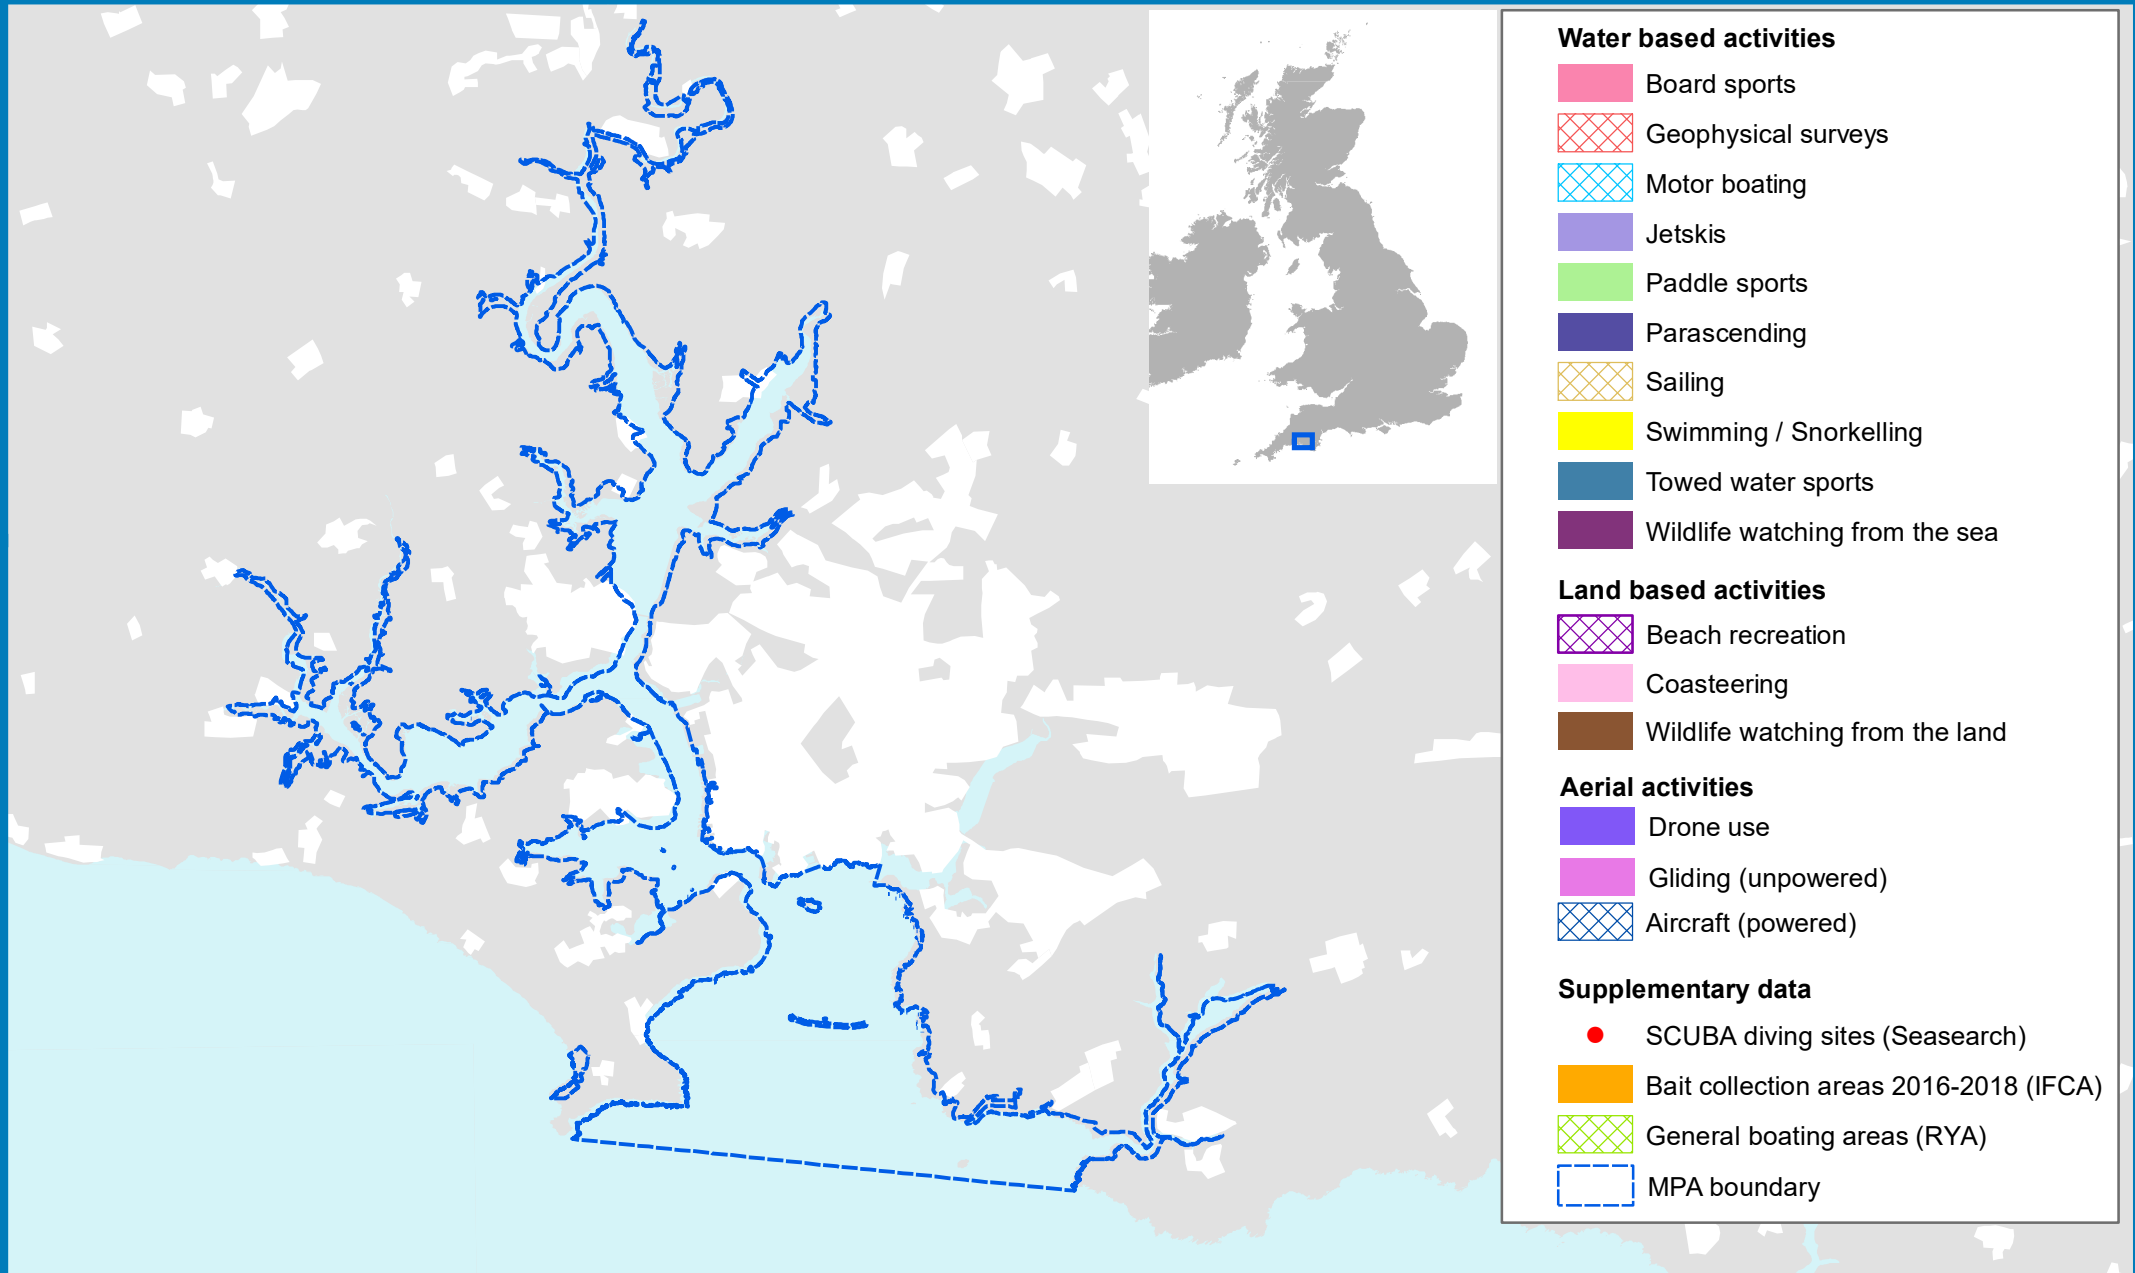 Water based activities
Board sports
Geophysical surveys
Motor boating
Jetskis
Paddle sports
Parascending
Sailing
Swimming / Snorkelling
Towed water sports
Wildlife watching from the sea
Land based activities
Beach recreation
Coasteering
Wildlife watching from the land
Aerial activities
Drone use
Gliding (unpowered)
Aircraft (powered)
Supplementary data
SCUBA diving sites (Seasearch)
Bait collection areas 2016-2018 (IFCA)
General boating areas (RYA)
MPA boundary